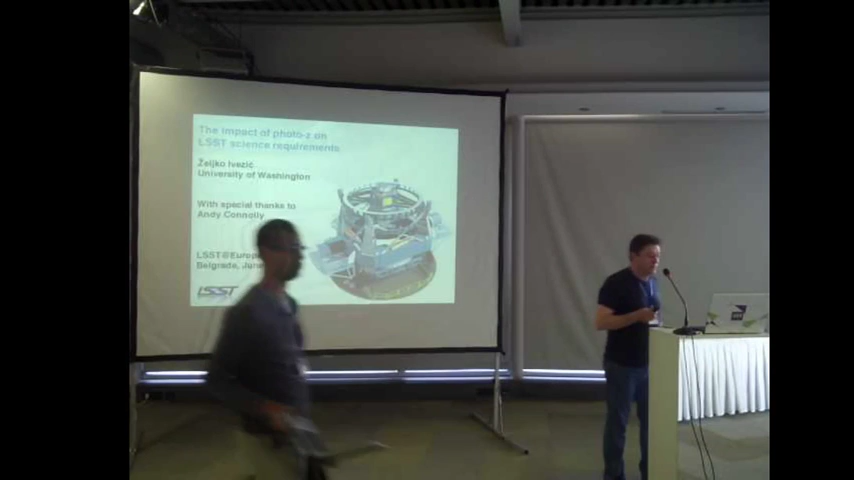 The impact of photo-z on
LSST science requirements
Željko Ivezić
University of Washington
With special thanks to
Andy Connolly
LSST@Europe
Belgrade, June
LSST